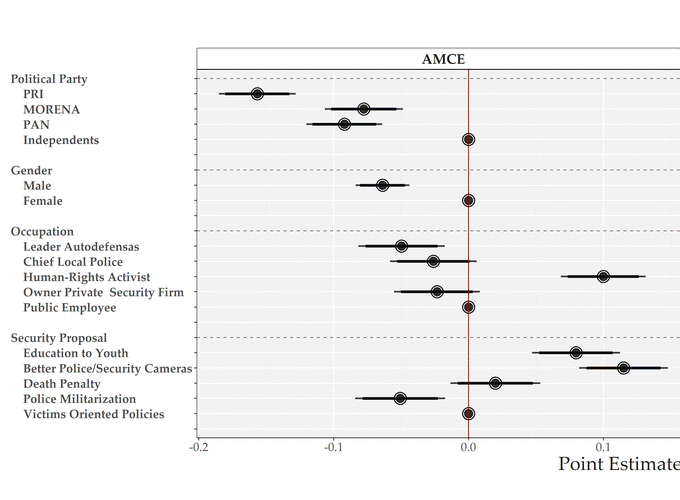 AMCE
Political Party
PRI
MORENA
PAN
Independents
Gender
Male
Female
Occupation
Leader Autodefensas
Chief Local Police
Human-Rights Activist
Owner Private Security Firm
Public Employee
Security Proposal
Education to Youth
Better Police/Security Cameras
Death Penalty
Police Militarization
Victims Oriented Policies
-0.2 -0.1 0.0 0.1
Point Estimate